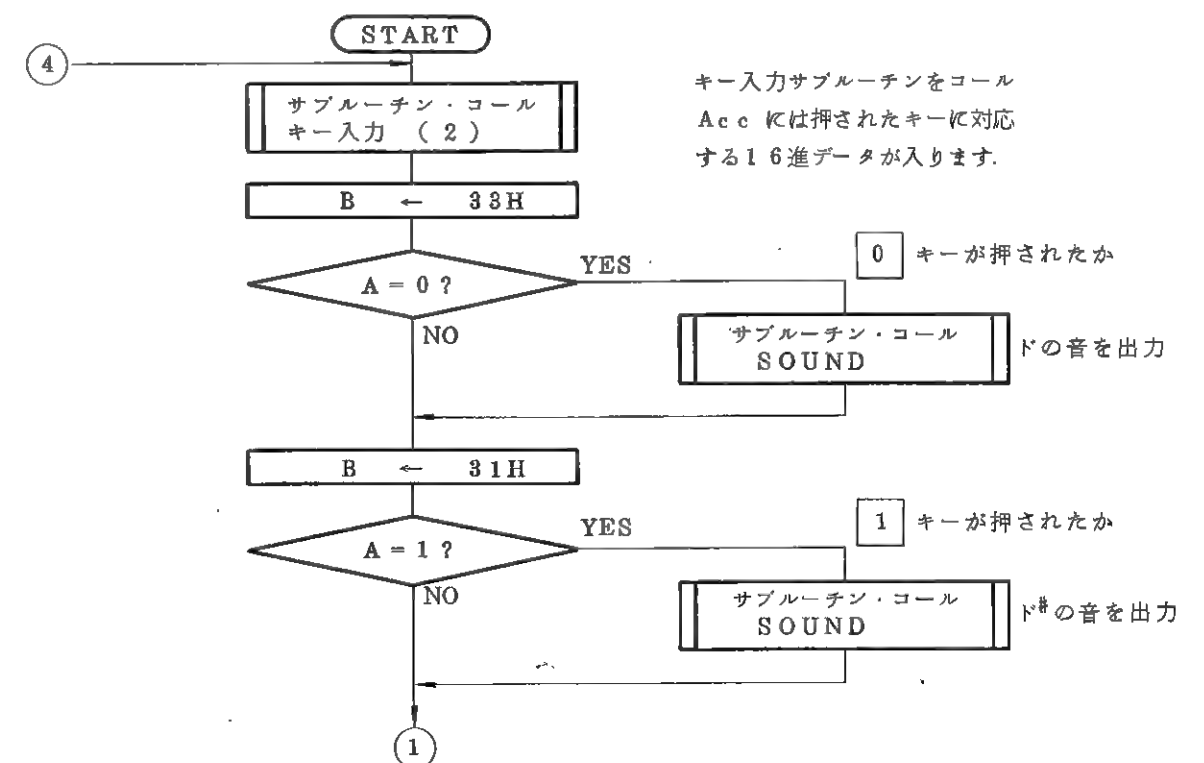 START
4
サブルーチン・コール
キー入力 (2)
キー入力サブルーチンをコール
Acc には押されたキーに対応
する16進データが入ります.
B ← 33H
A = 0 ?
YES
NO
0 キーが押されたか
サブルーチン・コール
SOUND
ドの音を出力
B ← 31H
A = 1 ?
YES
NO
1 キーが押されたか
サブルーチン・コール
SOUND
ド#の音を出力
1